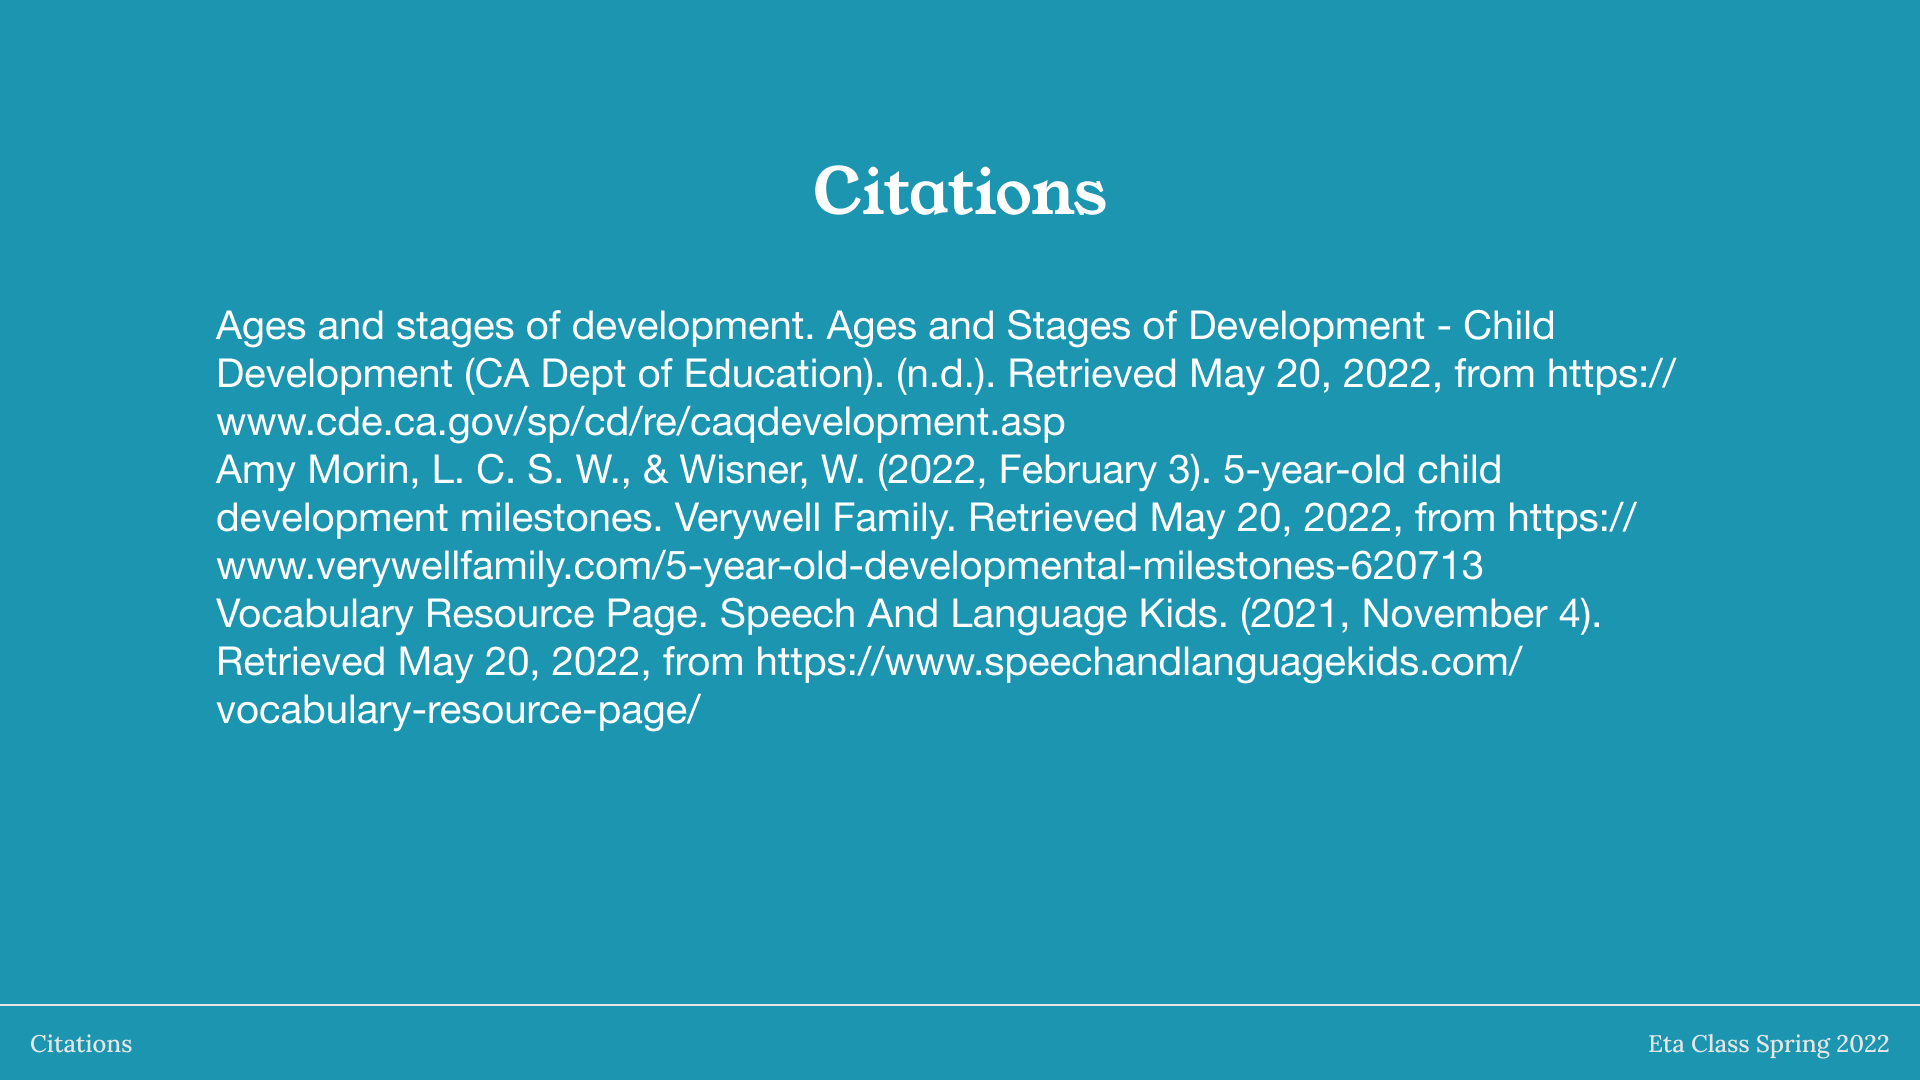 Citations
Ages and stages of development. Ages and Stages of Development - Child
Development (CA Dept of Education). (n.d.). Retrieved May 20, 2022, from https://
www.cde.ca.gov/sp/cd/re/caqdevelopment.asp
Amy Morin, L. C. S. W., & Wisner, W. (2022, February 3). 5-year-old child
development milestones. Verywell Family. Retrieved May 20, 2022, from https://
www.verywellfamily.com/5-year-old-developmental-milestones-620713
Vocabulary Resource Page. Speech And Language Kids. (2021, November 4).
Retrieved May 20, 2022, from https://www.speechandlanguagekids.com/
vocabulary-resource-page/
Citations
Eta Class Spring 2022